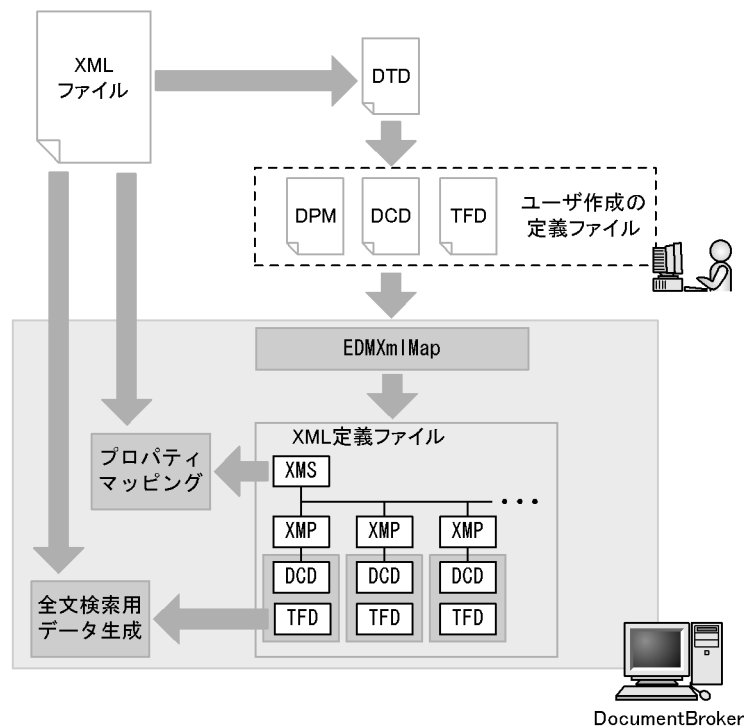 XML
ファイル
DTD
DPM
DCD
TFD
ユーザ作成の
定義ファイル
EDMXmlMap
XML定義ファイル
プロパティ
マッピング
XMS
・・・
XMP
XMP
XMP
DCD
DCD
DCD
全文検索用
データ生成
TFD
TFD
TFD
DocumentBroker